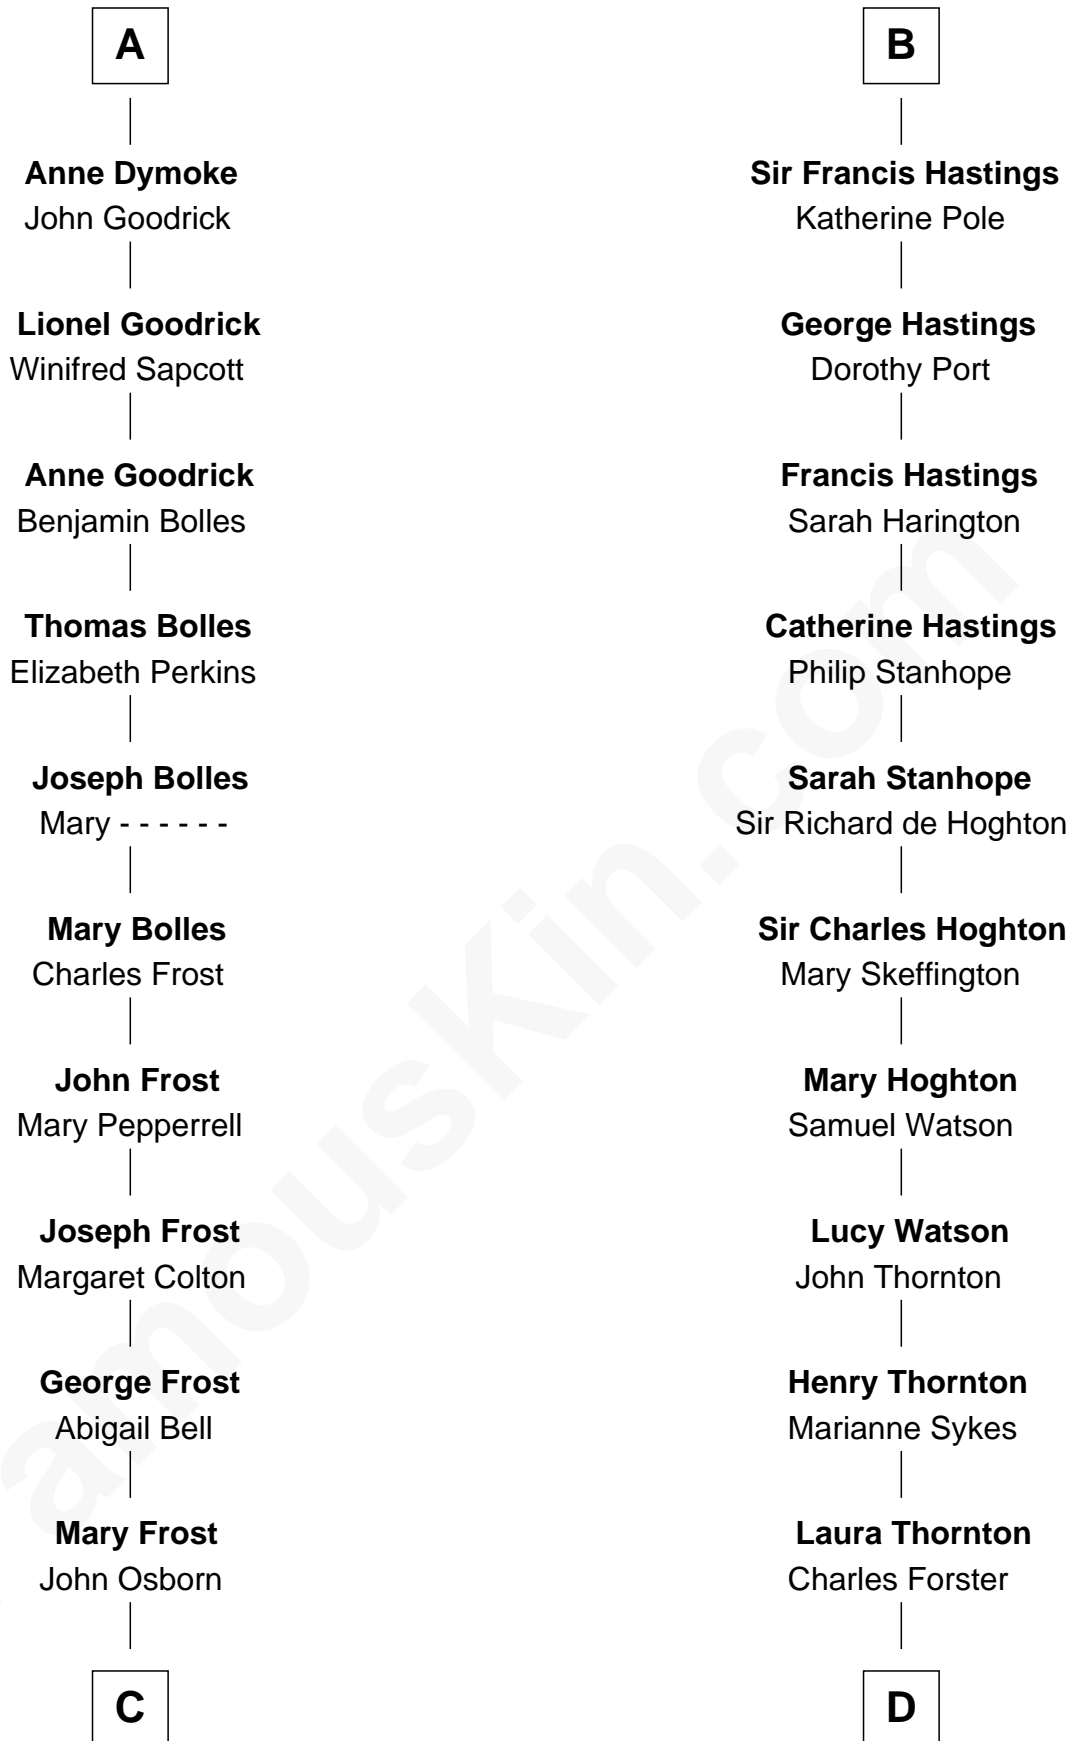 A
Anne Dymoke
John Goodrick
Lionel Goodrick
Winifred Sapcott
Anne Goodrick
Benjamin Bolles
Thomas Bolles
Elizabeth Perkins
Joseph Bolles
Mary - - - - - -
Mary Bolles
Charles Frost
John Frost
Mary Pepperrell
Joseph Frost
Margaret Colton
George Frost
Abigail Bell
Mary Frost
John Osborn
C
B
Sir Francis Hastings
Katherine Pole
George Hastings
Dorothy Port
Francis Hastings
Sarah Harington
Catherine Hastings
Philip Stanhope
Sarah Stanhope
Sir Richard de Hoghton
Sir Charles Hoghton
Mary Skeffington
Mary Hoghton
Samuel Watson
Lucy Watson
John Thornton
Henry Thornton
Marianne Sykes
Laura Thornton
Charles Forster
D
amouskin.com